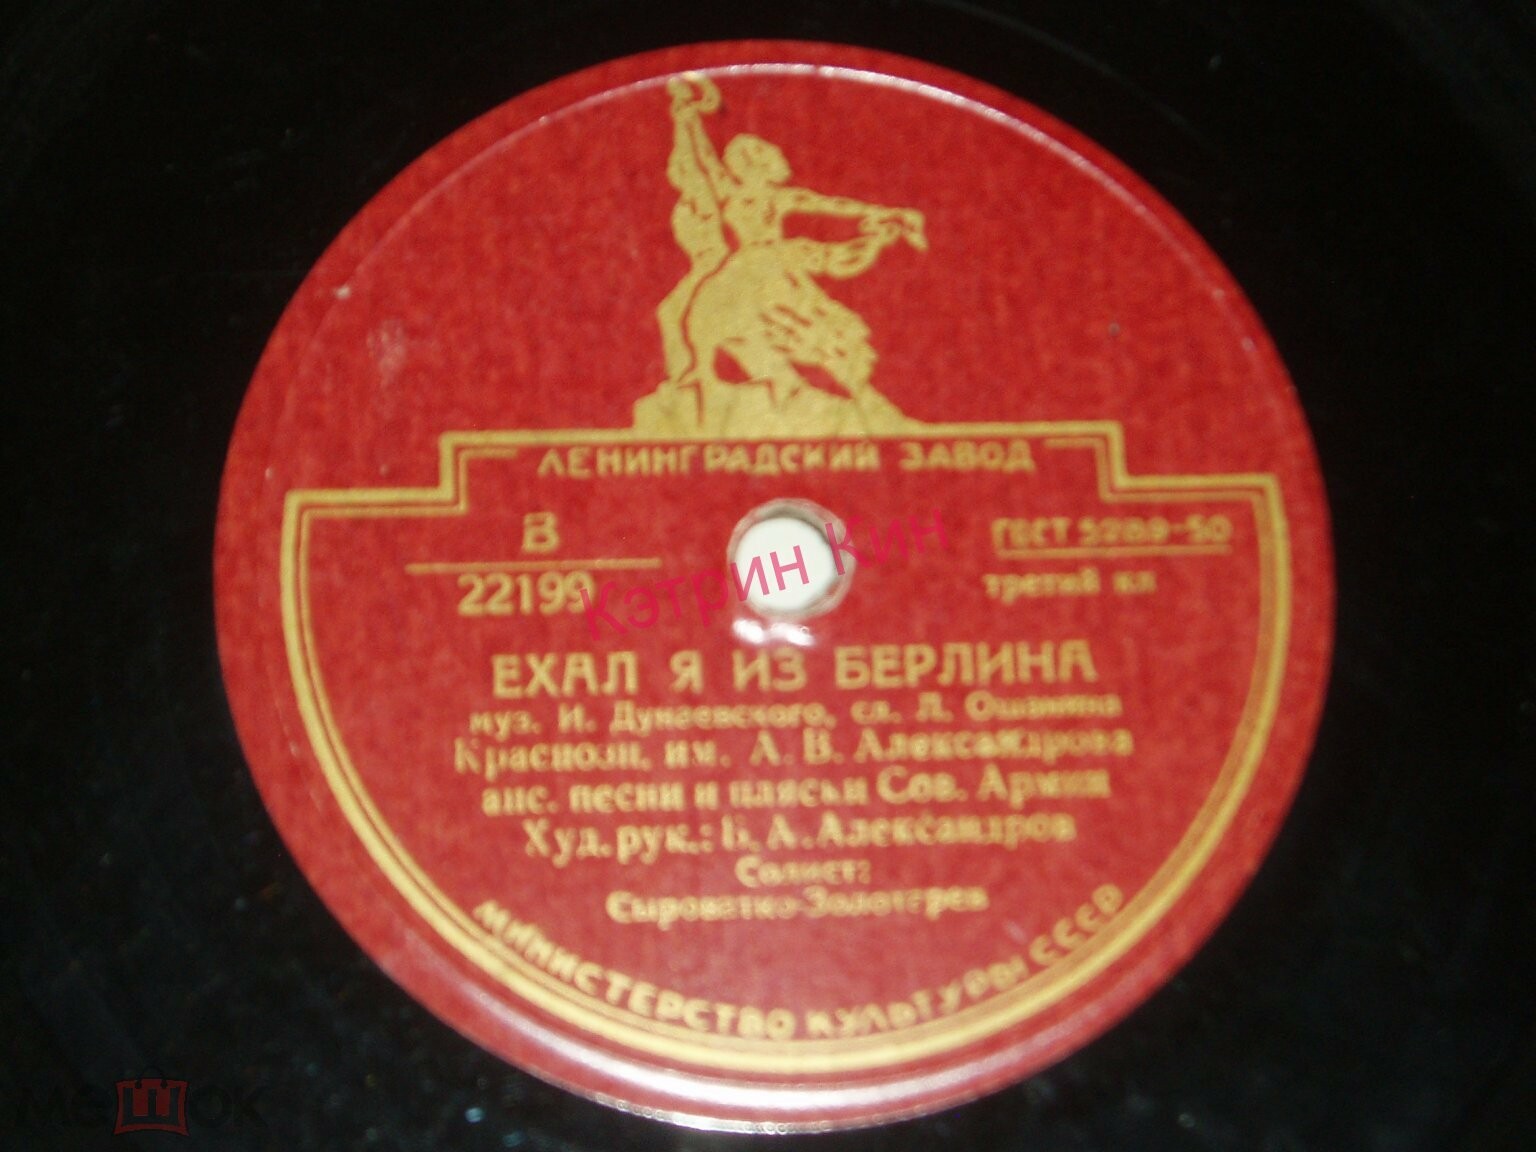 ЛЕНИНГРАДСКИЙ ЗАВОД
В
22199
ГОСТ 5289-50
третий кл
Кэтрин Кин
ЕХАЛ Я ИЗ БЕРЛИНА
муз. И. Дунаевского, сл. Л. Ошанина
Краснозн. им. А. В. Александрова
анс. песни и пляски Сов. Армии
Худ. рук.: Б. А. Александров
Солист:
Сыроватко-Золотарев
МИНИСТЕРСТВО КУЛЬТУРЫ СССР
мешок